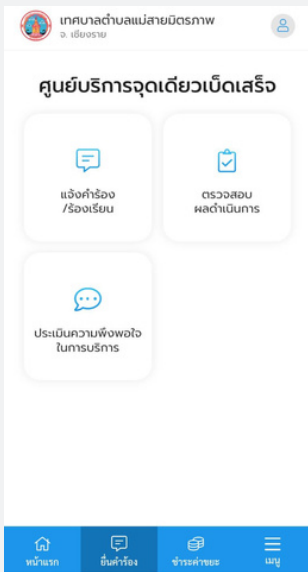 เทศบาลตำบลแม่สายมิตรภาพ
จ. เชียงราย
ศูนย์บริการจุดเดียวเบ็ดเสร็จ
แจ้งคำร้อง
/ร้องเรียน
ตรวจสอบ
ผลดำเนินการ
ประเมินความพึงพอใจ
ในการบริการ
หน้าแรก
ยื่นคำร้อง
ชำระค่าขยะ
เมนู